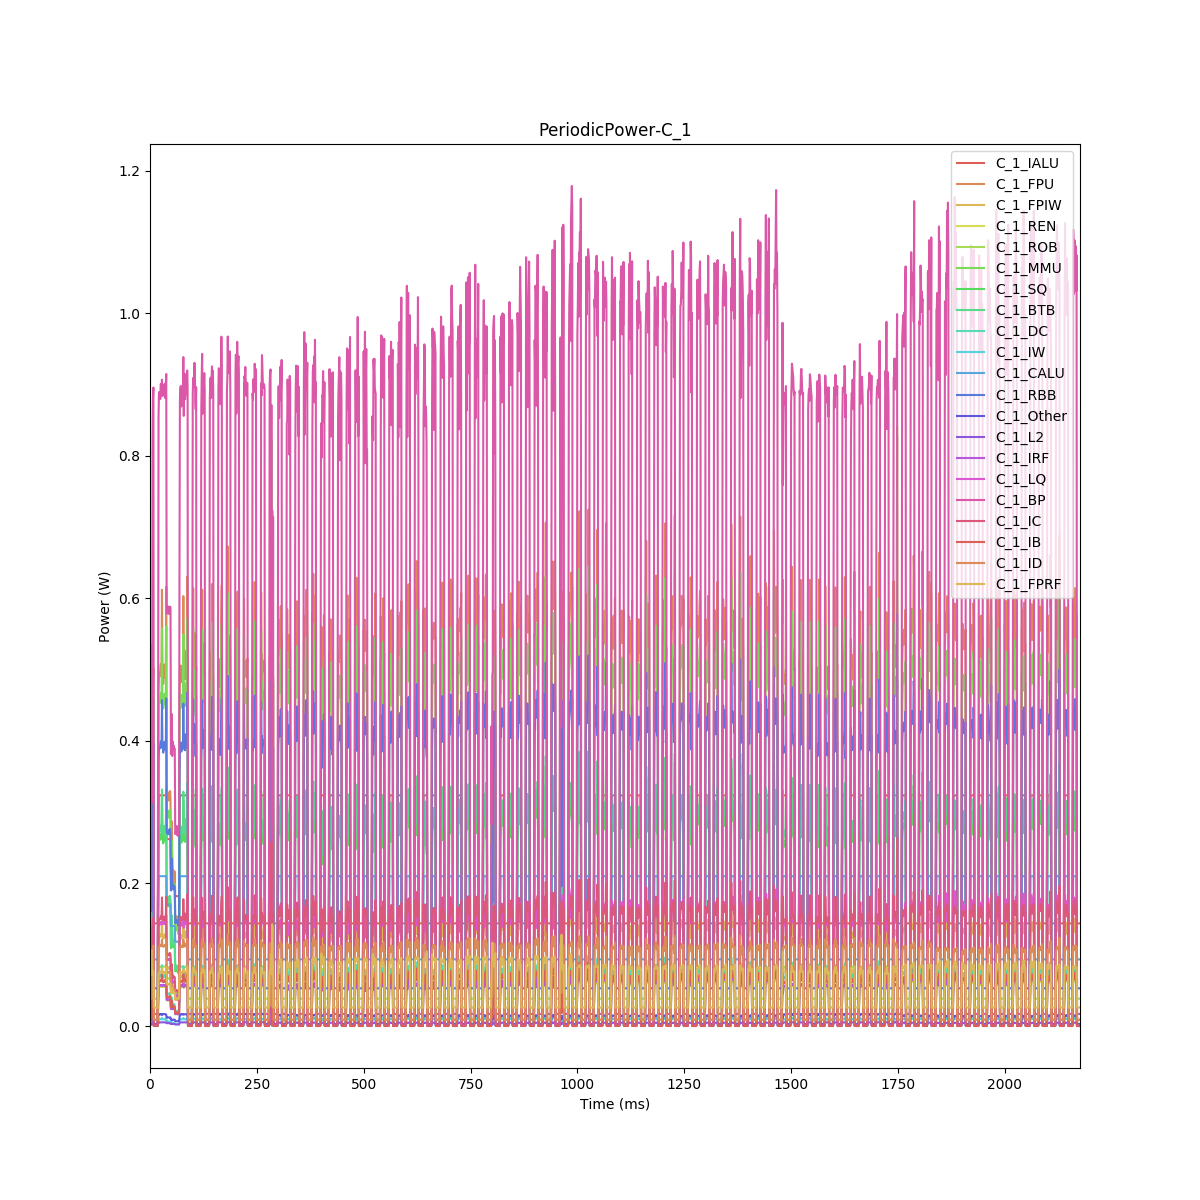 PeriodicPower-C_1
1.2
1.0
0.8
0.6
0.4
0.2
0.0
Power (W)
0 250 500 750 1000 1250 1500 1750 2000
Time (ms)
C_1_IALU
C_1_FPU
C_1_FPIW
C_1_REN
C_1_ROB
C_1_MMU
C_1_SQ
C_1_BTB
C_1_DC
C_1_IW
C_1_CALU
C_1_RBB
C_1_Other
C_1_L2
C_1_IRF
C_1_LQ
C_1_BP
C_1_IC
C_1_IB
C_1_ID
C_1_FPRF